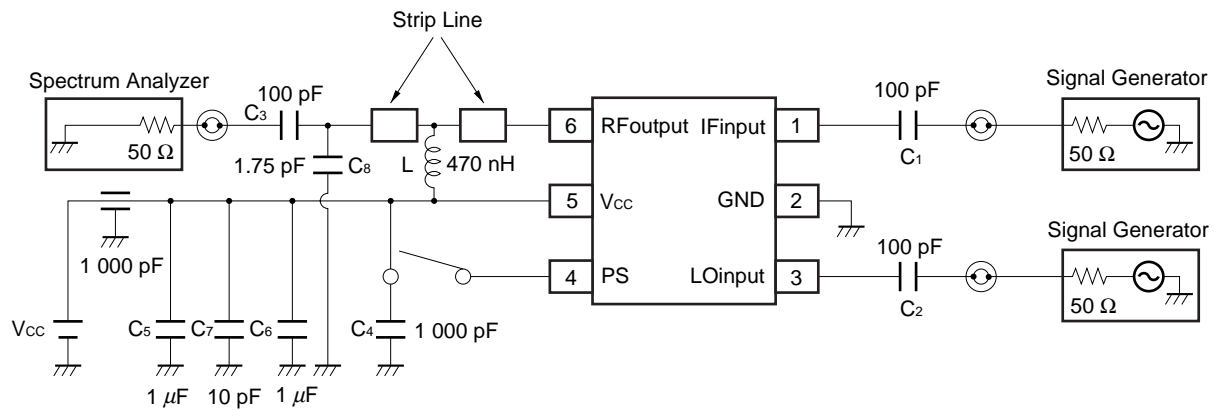 Strip Line
Spectrum Analyzer
Signal Generator
100 pF
C3
100 pF
6
RFoutput
IFinput
1
50 Ω
50 Ω
C1
1.75 pF
C8
L
470 nH
5
VCC
GND
2
Signal Generator
100 pF
1 000 pF
4
PS
LOinput
3
50 Ω
C2
VCC
C5
C7
C6
C4
1 000 pF
1 μF
10 pF
1 μF